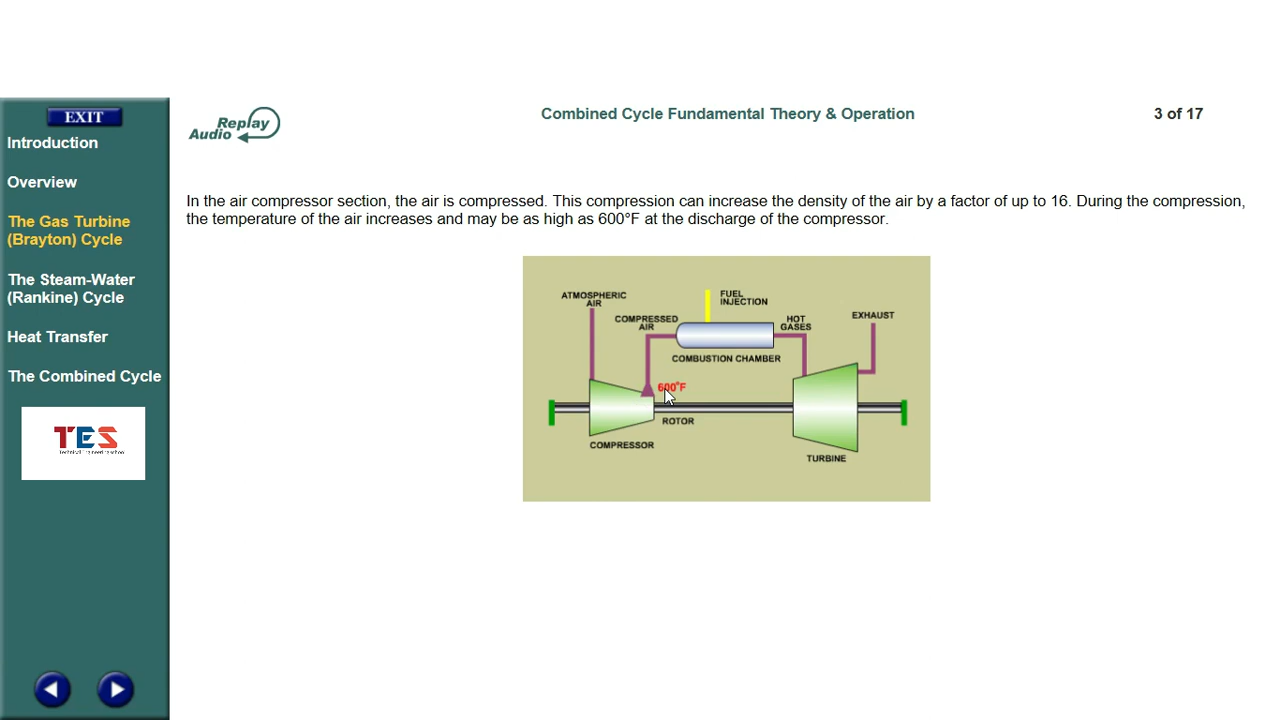 EXIT
Introduction
Overview
The Gas Turbine
(Brayton) Cycle
The Steam-Water
(Rankine) Cycle
Heat Transfer
The Combined Cycle
TES
Technical Engineering school
Replay
Audio
Combined Cycle Fundamental Theory & Operation
3 of 17
In the air compressor section, the air is compressed. This compression can increase the density of the air by a factor of up to 16. During the compression,
the temperature of the air increases and may be as high as 600°F at the discharge of the compressor.
ATMOSPHERIC
AIR
COMPRESSED
AIR
FUEL
INJECTION
HOT
GASES
EXHAUST
COMBUSTION CHAMBER
600°F
ROTOR
COMPRESSOR
TURBINE